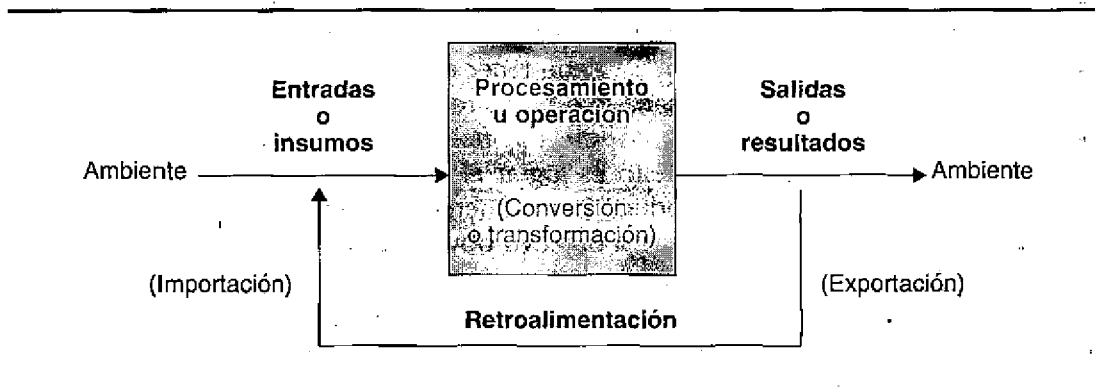 Entradas
o
insumos
Procesamiento
u operación
Salidas
o
resultados
Ambiente
Ambiente
(Conversión
o transformación)
(Importación)
(Exportación)
Retroalimentación